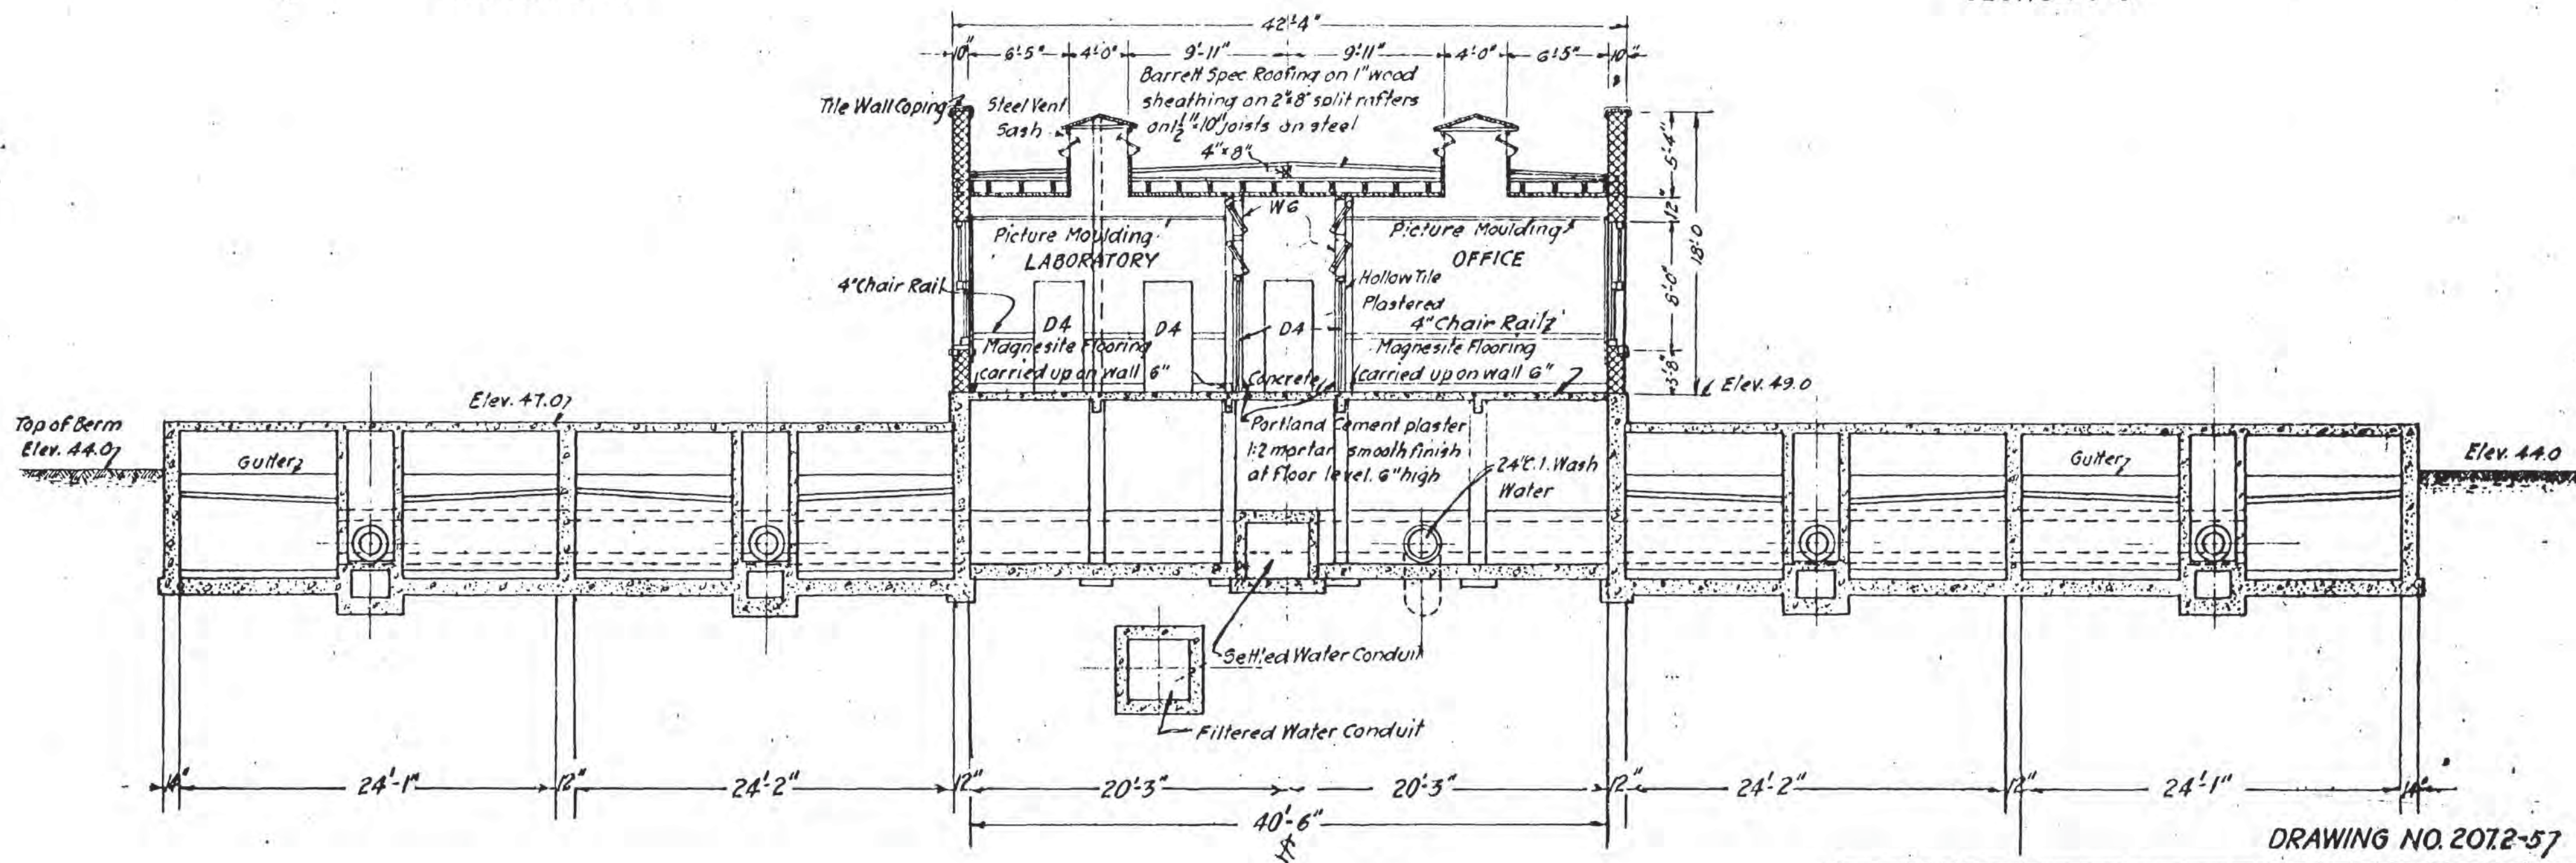 42'-4"
10" 6'-5" 4'-0" 9'-11" 9'-11" 4'-0" 6'-5" 10"
Barrett Spec Roofing on 1" wood
sheathing on 2"x8" split rafters
on 1 1/2"-10" joists on steel
4"x8"
Tile Wall Coping
Steel Vent
Sash
5'-4"
12"
8'-0"
3'-8"
18'-0
W6
Picture Moulding
LABORATORY
Picture Moulding
OFFICE
4" Chair Rail
Hollow Tile
Plastered
4" Chair Rail
D4
D4
D4
Magnesite Flooring
carried up on wall 6"
Magnesite Flooring
carried up on wall 6"
Concrete
Elev. 49.0
Elev. 47.0
Top of Berm
Elev. 44.0
Gutter
Portland Cement plaster
1:2 mortar smooth finish
at Floor level. 6" high
24" C.I. Wash
Water
Gutter
Elev. 44.0
Settled Water Conduit
Filtered Water Conduit
14" 24'-1" 12" 24'-2" 12" 20'-3" 20'-3" 12" 24'-2" 12" 24'-1" 14"
40'-6"
DRAWING NO. 2072-57